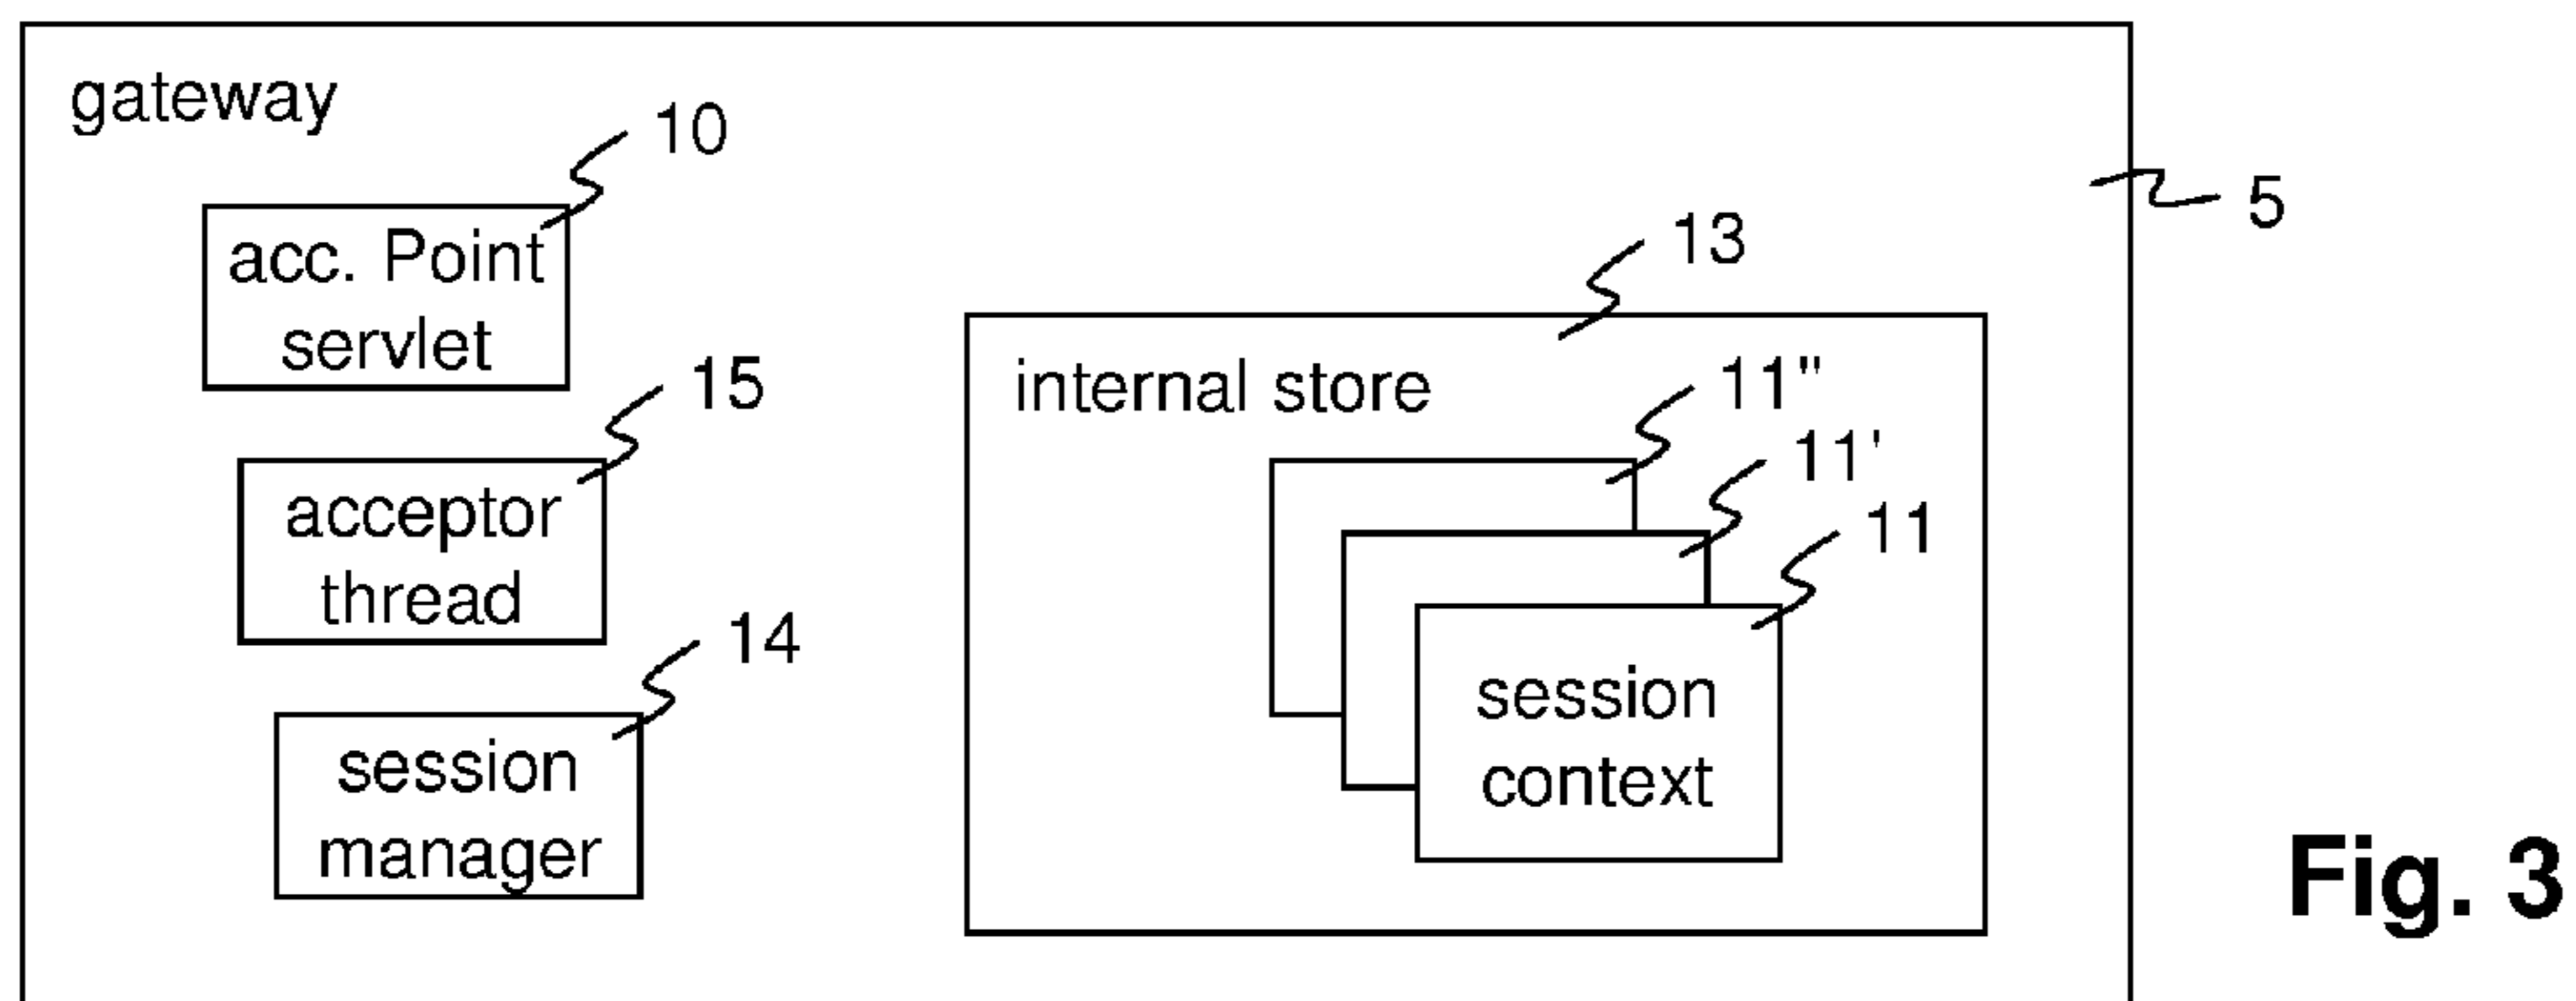 gateway
10
acc. Point
servlet
5
13
15
internal store
11"
11'
11
acceptor
thread
14
session
context
session
manager
Fig. 3